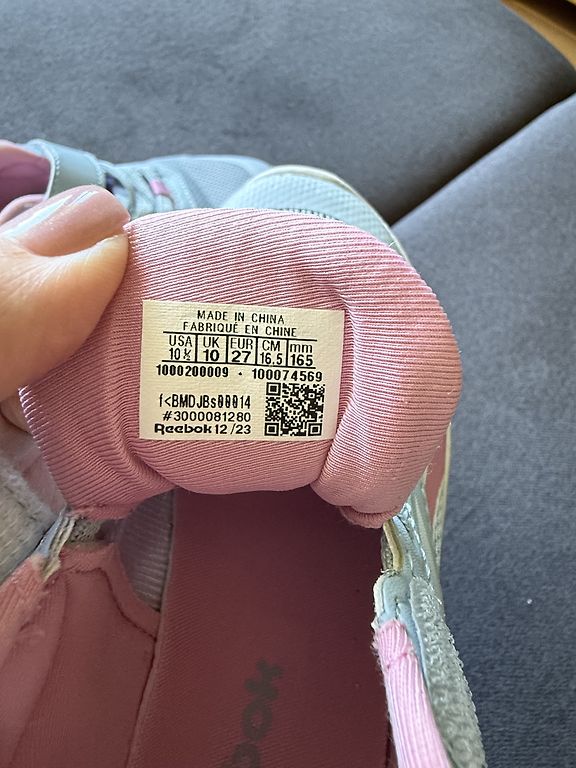 MADE IN CHINA
FABRIQUÉ EN CHINE
USA UK EUR CM mm
10½ 10 27 16.5 165
1000200009 • 100074569
f<BMDJBs00014
#3000081280
Reebok 12/23
bok